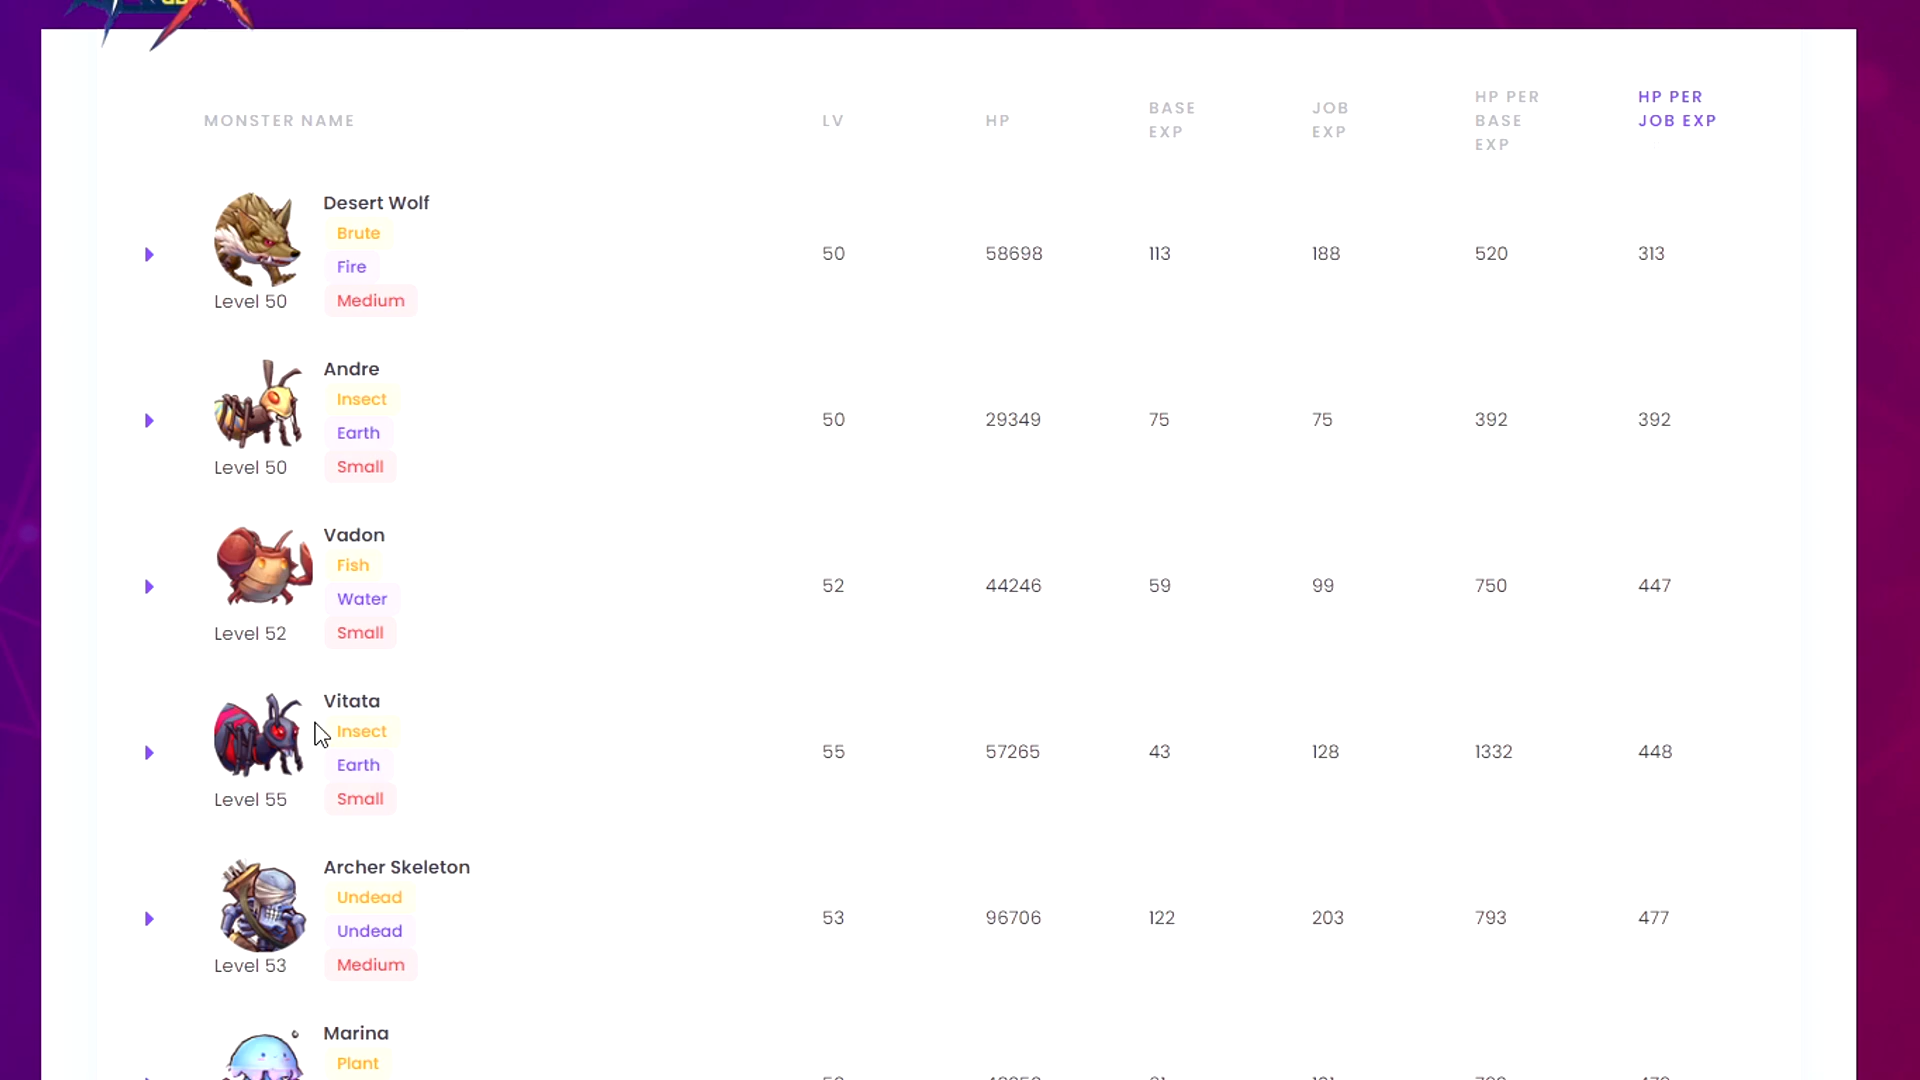 MONSTER NAME LV HP BASE EXP JOB EXP HP PER BASE EXP HP PER JOB EXP
Desert Wolf
Brute
Fire
Medium
Level 50
50 58698 113 188 520 313
Andre
Insect
Earth
Small
Level 50
50 29349 75 75 392 392
Vadon
Fish
Water
Small
Level 52
52 44246 59 99 750 447
Vitata
Insect
Earth
Small
Level 55
55 57265 43 128 1332 448
Archer Skeleton
Undead
Undead
Medium
Level 53
53 96706 122 203 793 477
Marina
Plant